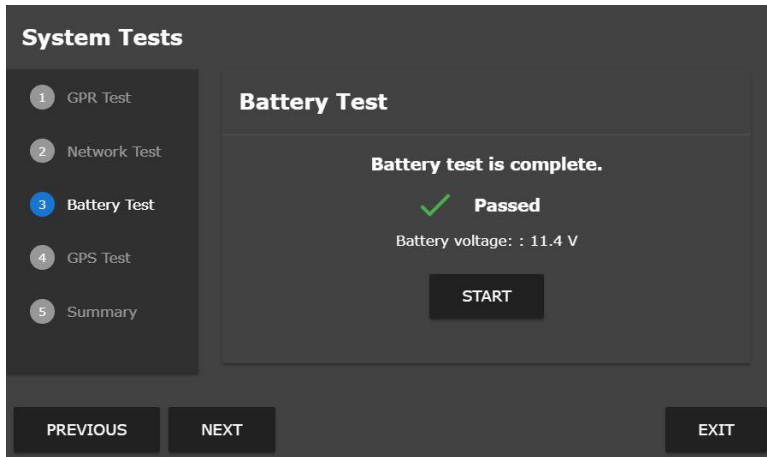 System Tests
1 GPR Test
2 Network Test
3 Battery Test
4 GPS Test
5 Summary
Battery Test
Battery test is complete.
Passed
Battery voltage: : 11.4 V
START
PREVIOUS
NEXT
EXIT